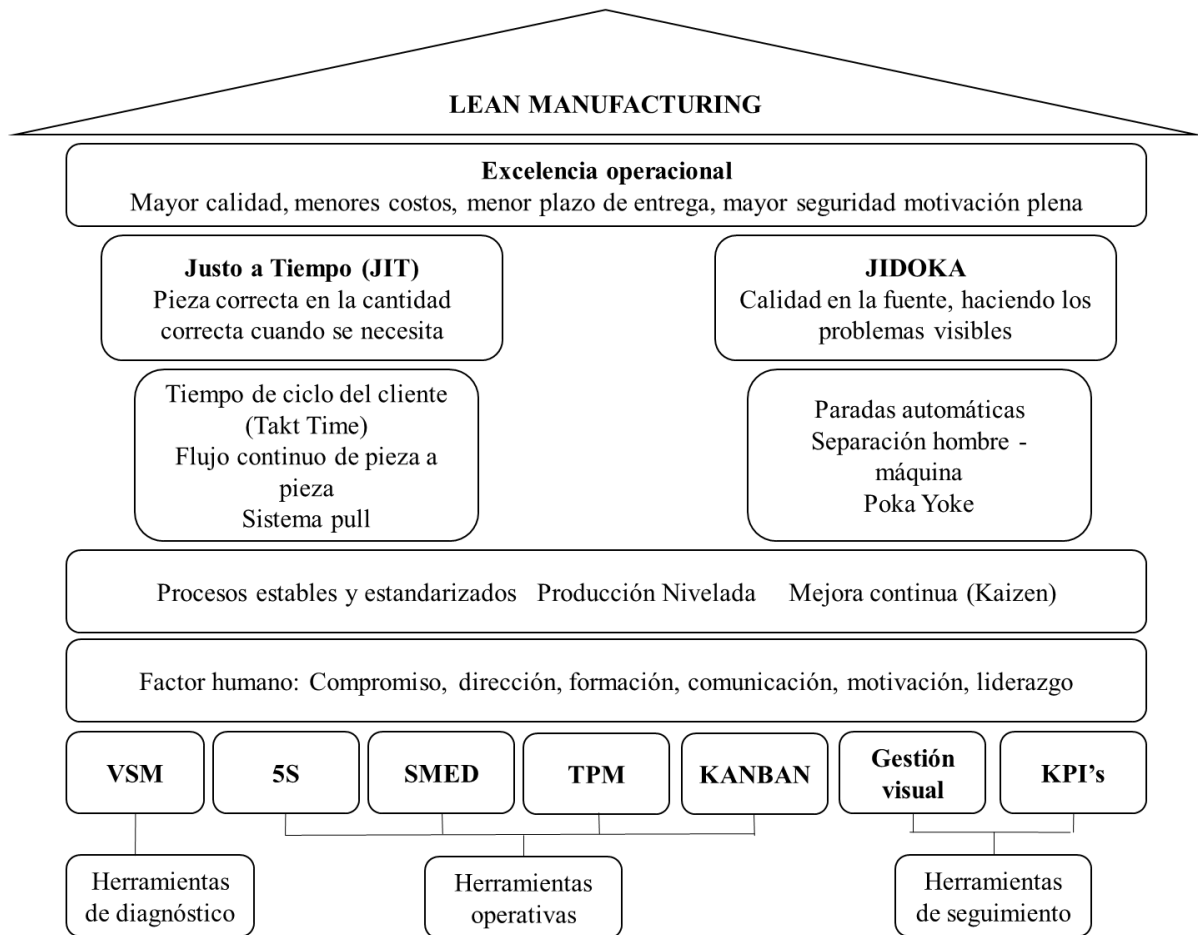 LEAN MANUFACTURING
Excelencia operacional
Mayor calidad, menores costos, menor plazo de entrega, mayor seguridad motivación plena
Justo a Tiempo (JIT)
Pieza correcta en la cantidad
correcta cuando se necesita
JIDOKA
Calidad en la fuente, haciendo los
problemas visibles
Tiempo de ciclo del cliente
(Takt Time)
Flujo continuo de pieza a
pieza
Sistema pull
Paradas automáticas
Separación hombre -
máquina
Poka Yoke
Procesos estables y estandarizados Producción Nivelada Mejora continua (Kaizen)
Factor humano: Compromiso, dirección, formación, comunicación, motivación, liderazgo
VSM
5S
SMED
TPM
KANBAN
Gestión
visual
KPI’s
Herramientas
de diagnóstico
Herramientas
operativas
Herramientas
de seguimiento